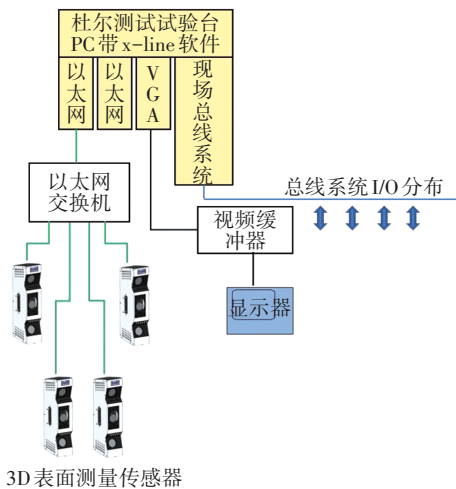 杜尔测试试验台
PC带x-line软件
以太网
以太网
VGA
现场总线系统
以太网
交换机
总线系统I/O分布
视频缓
冲器
显示器
3D表面测量传感器